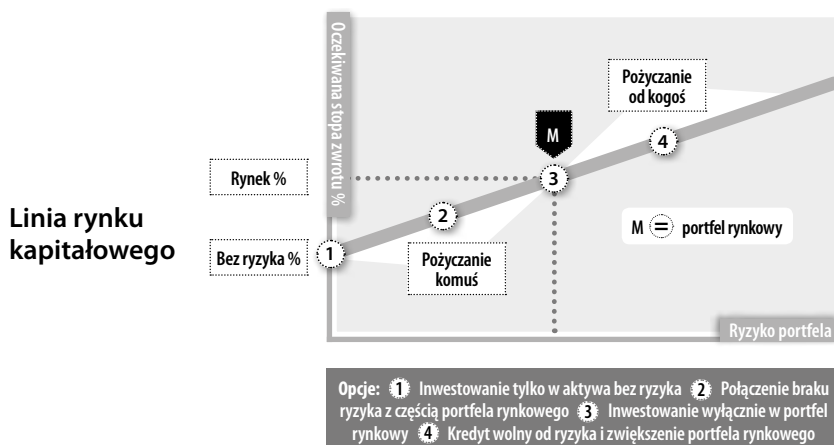 Linia rynku
kapitałowego
Oczekiwana stopa zwrotu %
Rynek %
Bez ryzyka %
Pożyczanie
od kogoś
M
4
3
2
1
Pożyczanie
komuś
M = portfel rynkowy
Ryzyko portfela
Opcje: 1 Inwestowanie tylko w aktywa bez ryzyka 2 Połączenie braku
ryzyka z częścią portfela rynkowego 3 Inwestowanie wyłącznie w portfel
rynkowy 4 Kredyt wolny od ryzyka i zwiększenie portfela rynkowego